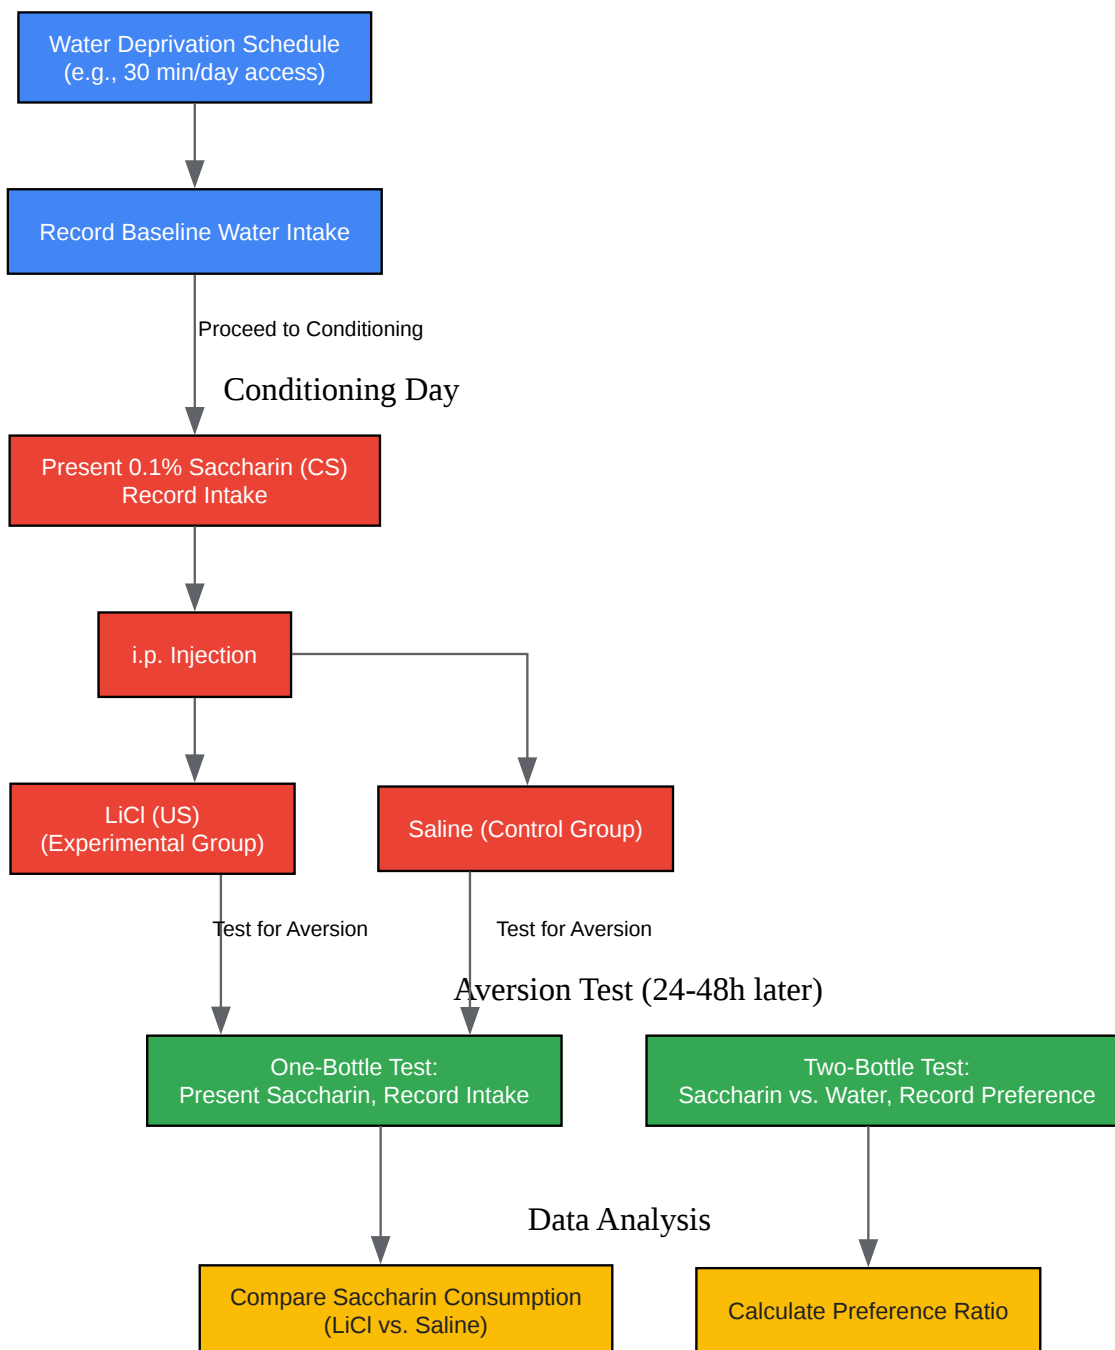 Water Deprivation Schedule
(e.g., 30 min/day access)
Record Baseline Water Intake
Proceed to Conditioning
Conditioning Day
Present 0.1% Saccharin (CS)
Record Intake
i.p. Injection
LiCl (US)
(Experimental Group)
Saline (Control Group)
Test for Aversion
Test for Aversion
Aversion Test (24-48h later)
One-Bottle Test:
Present Saccharin, Record Intake
Two-Bottle Test:
Saccharin vs. Water, Record Preference
Data Analysis
Compare Saccharin Consumption
(LiCl vs. Saline)
Calculate Preference Ratio